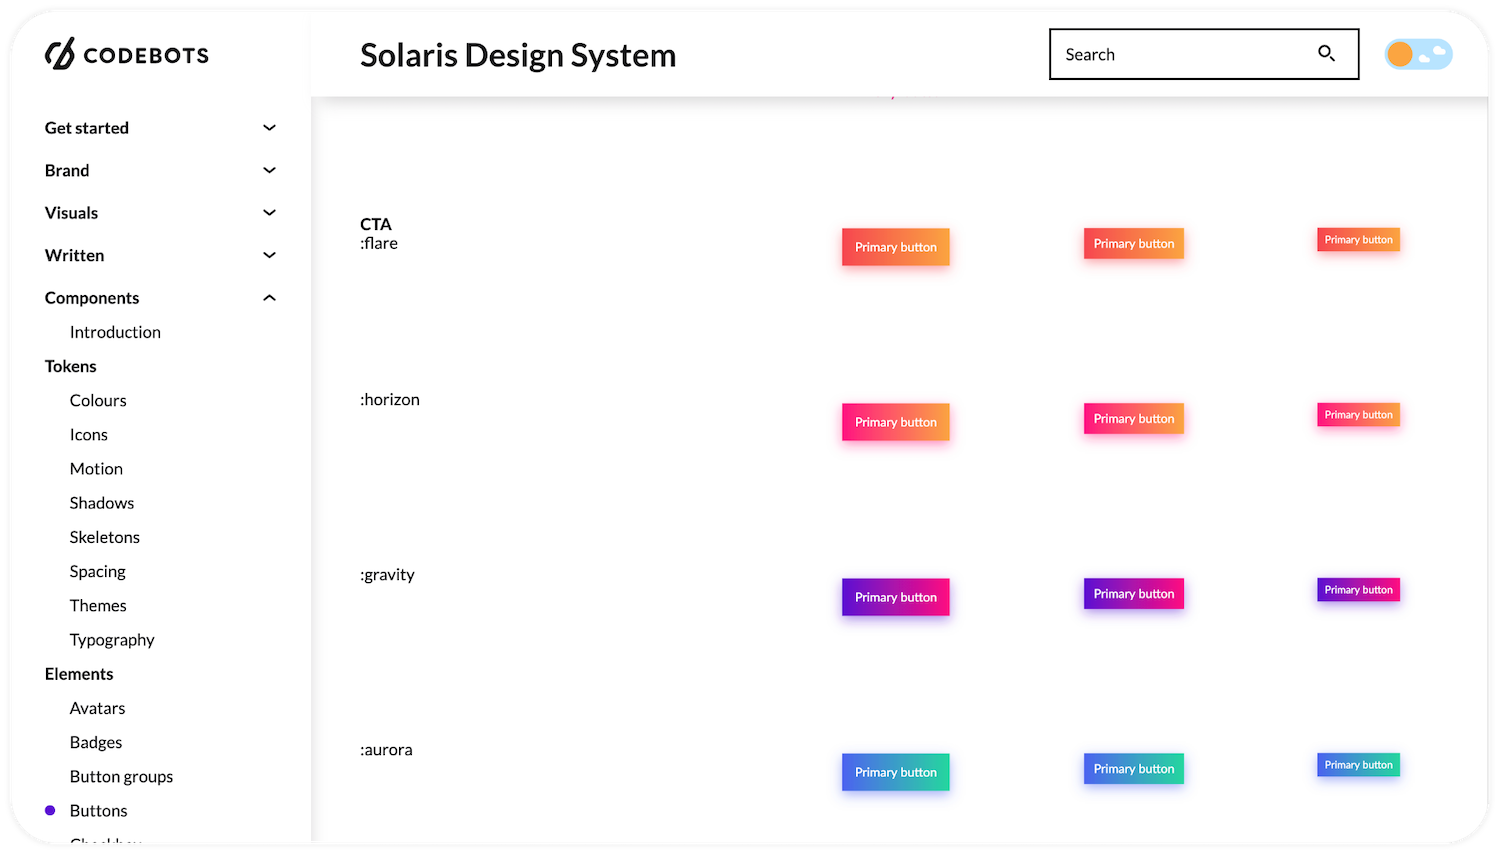 CODEBOTS
Solaris Design System
Search
Get started
Brand
Visuals
Written
Components
Introduction
Tokens
Colours
Icons
Motion
Shadows
Skeletons
Spacing
Themes
Typography
Elements
Avatars
Badges
Button groups
Buttons
CTA
:flare
Primary button Primary button Primary button
:horizon
Primary button Primary button Primary button
:gravity
Primary button Primary button Primary button
:aurora
Primary button Primary button Primary button